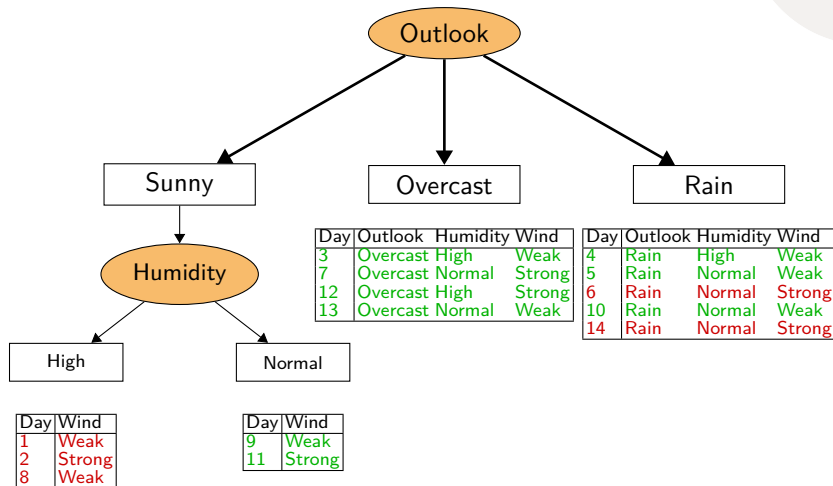 Outlook
Sunny
Overcast
Rain
Humidity
Day Outlook Humidity Wind
3 Overcast High Weak
7 Overcast Normal Strong
12 Overcast High Strong
13 Overcast Normal Weak
Day Outlook Humidity Wind
4 Rain High Weak
5 Rain Normal Weak
6 Rain Normal Strong
10 Rain Normal Weak
14 Rain Normal Strong
High
Normal
Day Wind
1 Weak
2 Strong
8 Weak
Day Wind
9 Weak
11 Strong